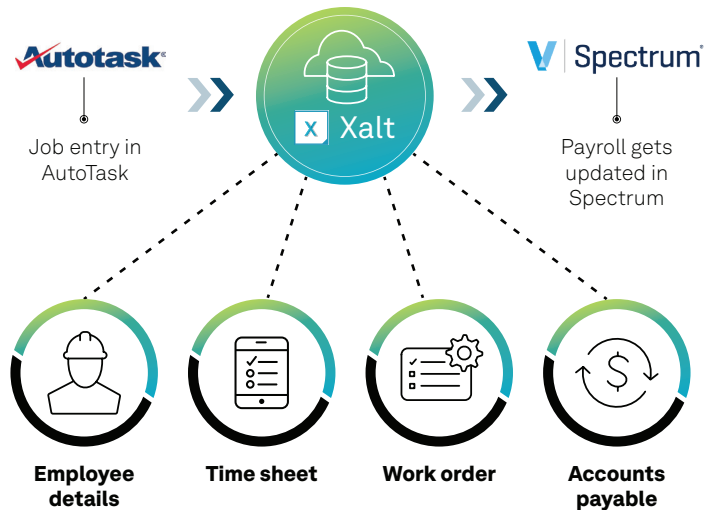 Autotask
Spectrum
X Xalt
Job entry in
AutoTask
Payroll gets
updated in
Spectrum
Employee
details
Time sheet
Work order
Accounts
payable
$